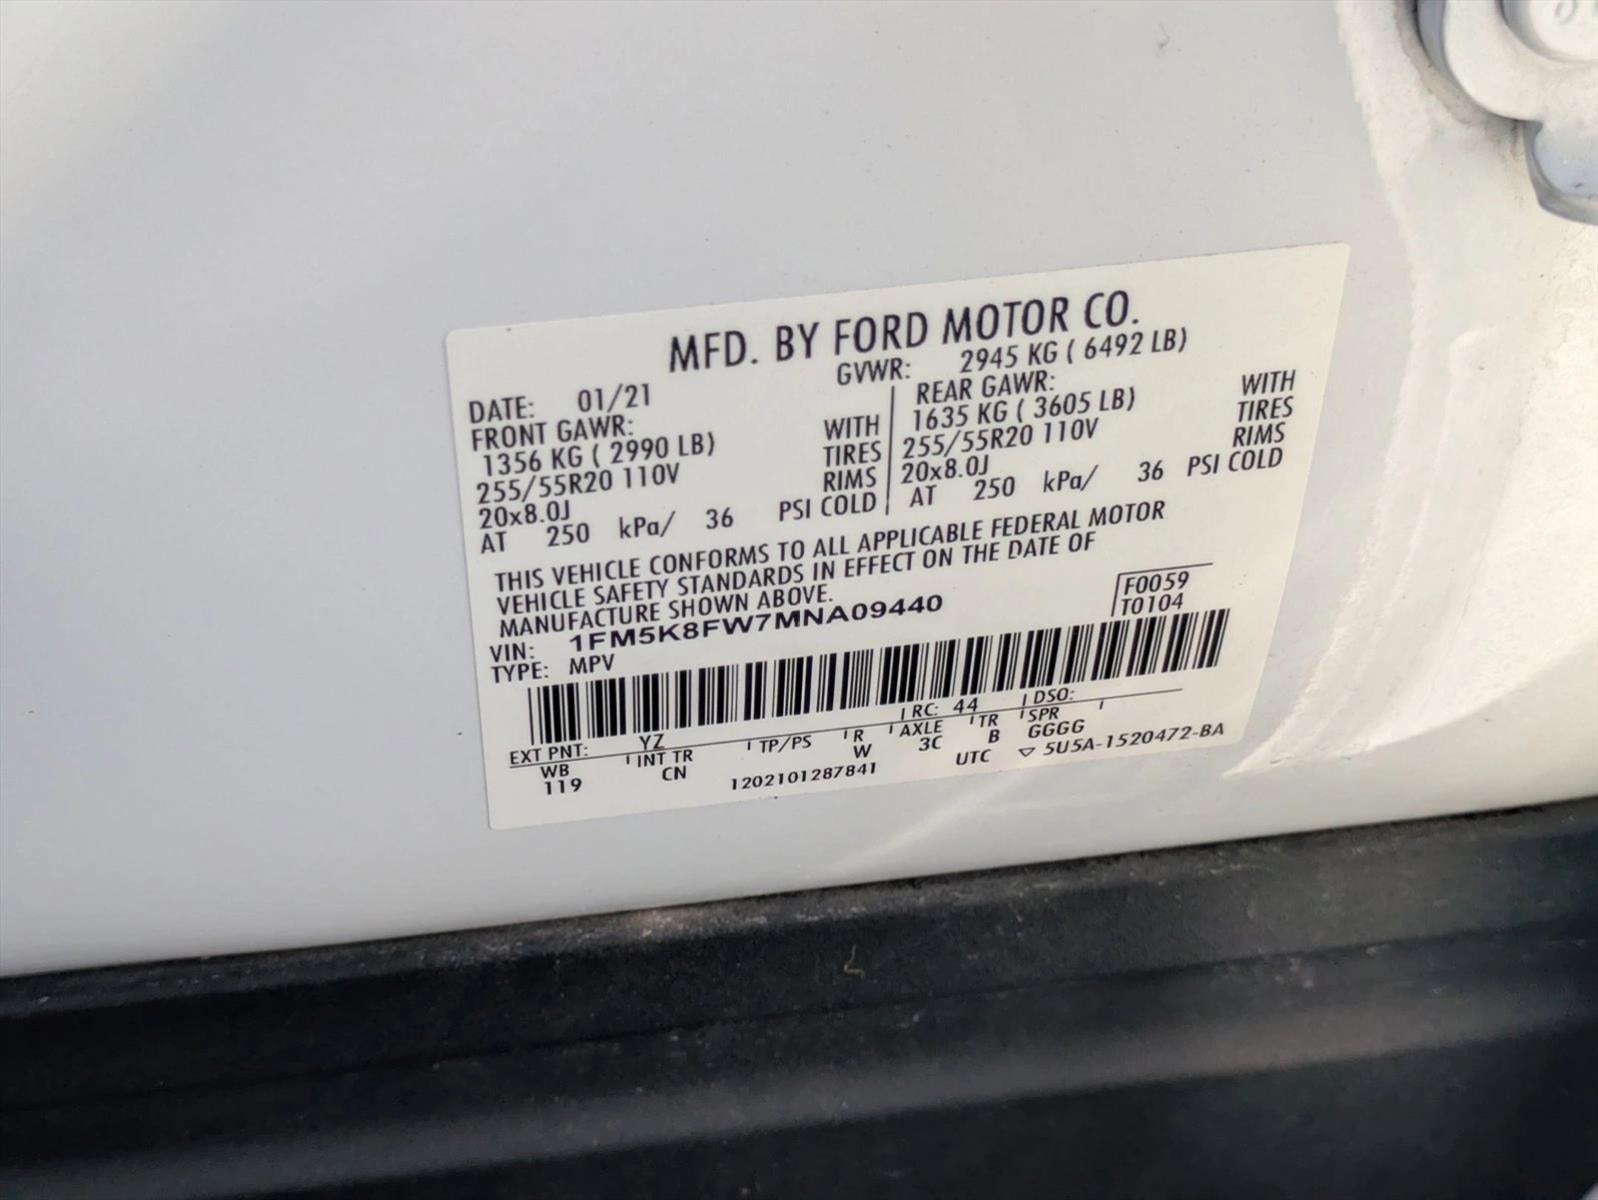 MFD. BY FORD MOTOR CO.
DATE: 01/21 GVWR: 2945 KG ( 6492 LB)
FRONT GAWR: REAR GAWR:
1356 KG ( 2990 LB) WITH 1635 KG ( 3605 LB) WITH
255/55R20 110V TIRES 255/55R20 110V TIRES
20x8.0J RIMS 20x8.0J RIMS
AT 250 kPa/ 36 PSI COLD AT 250 kPa/ 36 PSI COLD
THIS VEHICLE CONFORMS TO ALL APPLICABLE FEDERAL MOTOR
VEHICLE SAFETY STANDARDS IN EFFECT ON THE DATE OF
MANUFACTURE SHOWN ABOVE.
VIN: 1FM5K8FW7MNA09440 F0059
TYPE: MPV T0104
EXT PNT: YZ RC: 44 DSO:
WB INT TR TP/PS R AXLE TR SPR
119 CN W 3C B GGGG
1202101287841 UTC ▽ 5U5A-1520472-BA